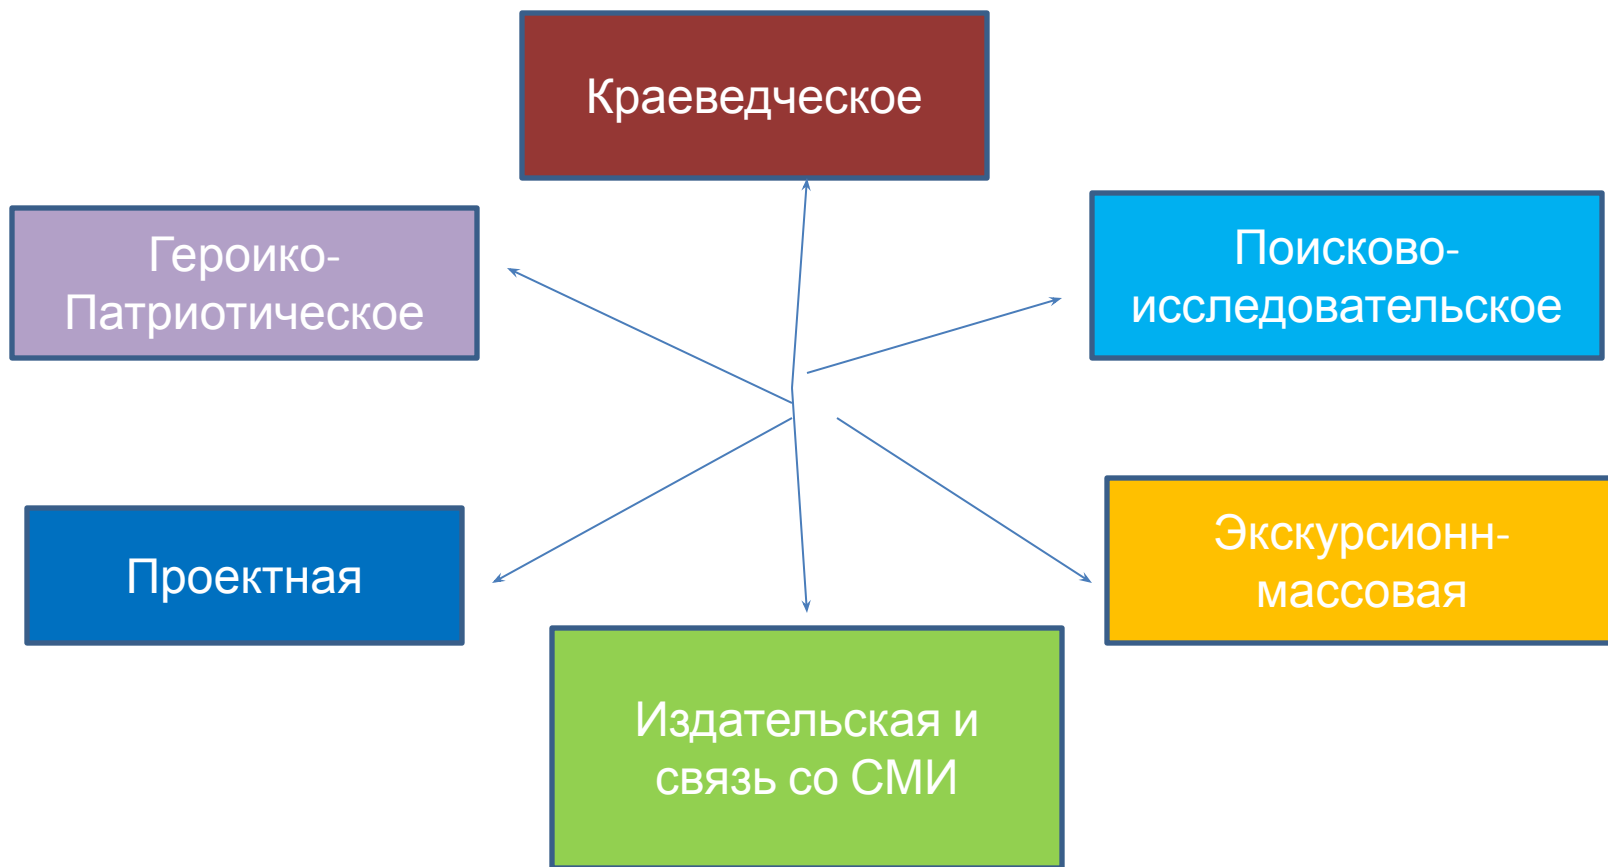 Краеведческое
Героико-
Патриотическое
Поисково-
исследовательское
Проектная
Экскурсионн-
массовая
Издательская и
связь со СМИ